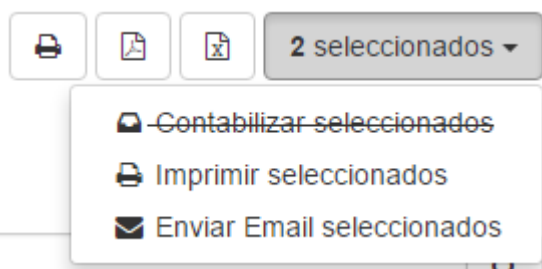 2 seleccionados
Contabilizar seleccionados
Imprimir seleccionados
Enviar Email seleccionados